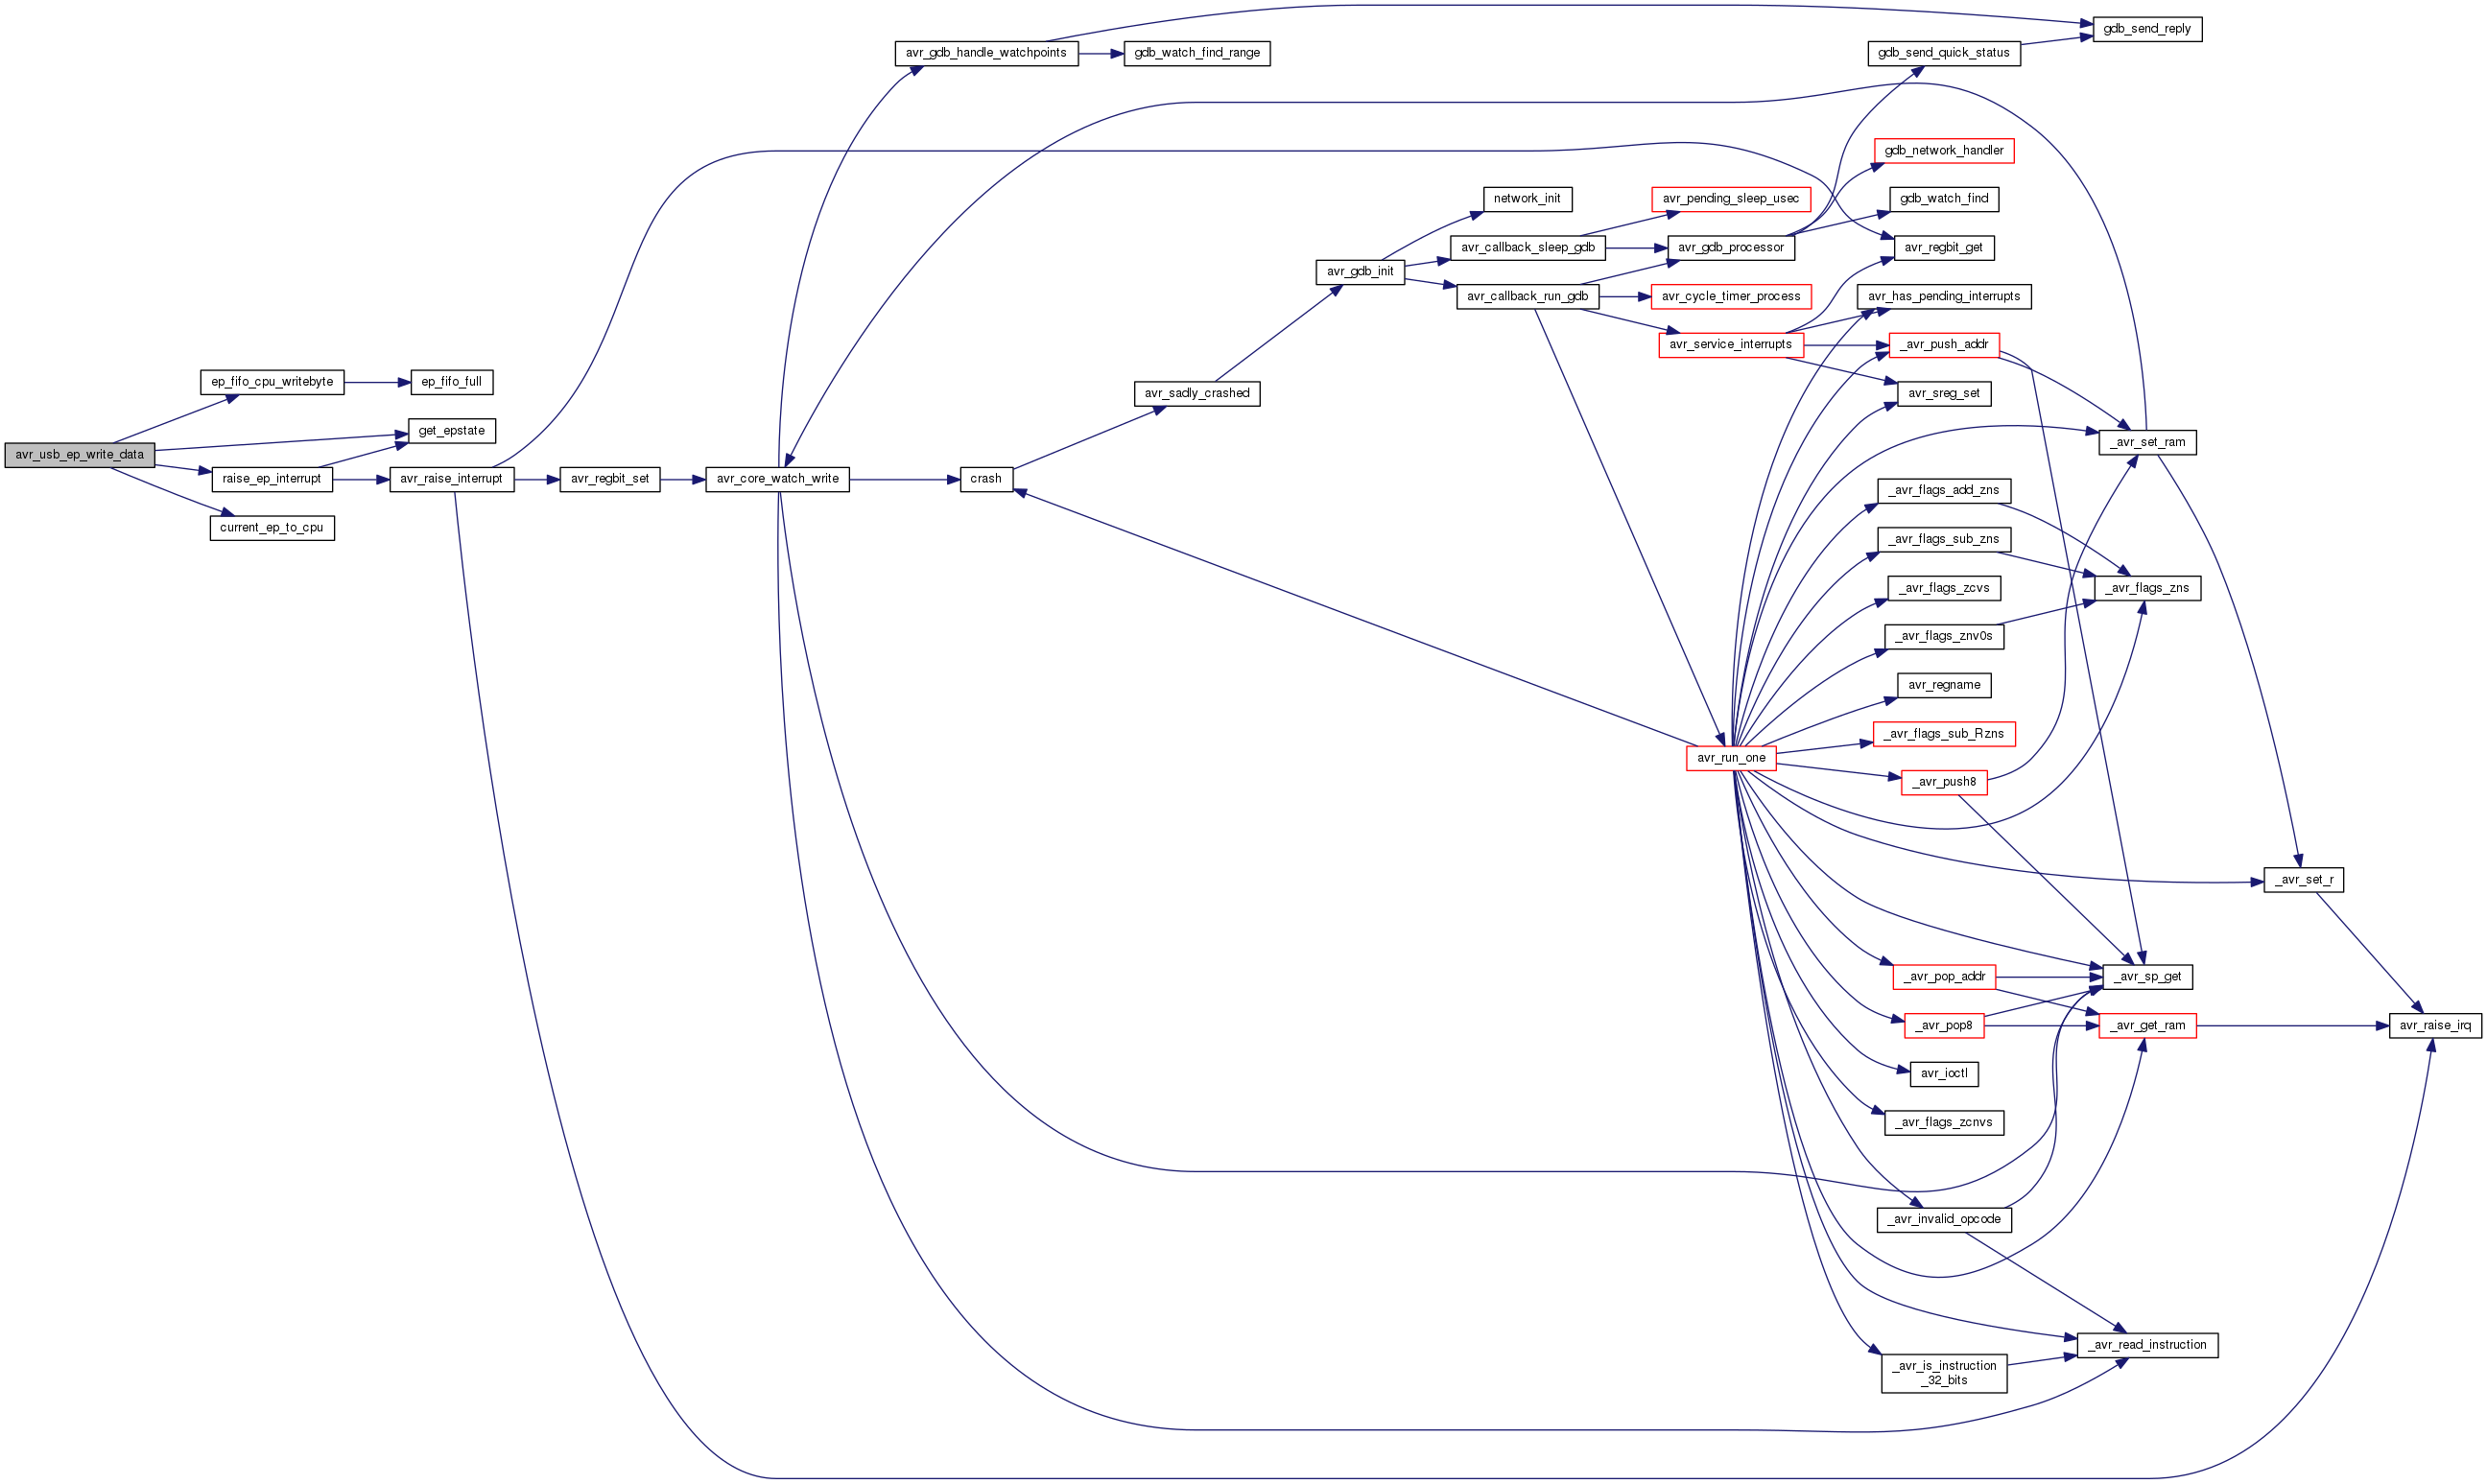 gdb_send_reply
avr_gdb_handle_watchpoints
gdb_watch_find_range
gdb_send_quick_status
gdb_network_handler
network_init
avr_pending_sleep_usec
gdb_watch_find
avr_callback_sleep_gdb
avr_gdb_processor
avr_regbit_get
avr_gdb_init
avr_callback_run_gdb
avr_cycle_timer_process
avr_has_pending_interrupts
avr_service_interrupts
_avr_push_addr
ep_fifo_cpu_writebyte
ep_fifo_full
avr_sadly_crashed
avr_sreg_set
get_epstate
_avr_set_ram
avr_usb_ep_write_data
raise_ep_interrupt
avr_raise_interrupt
avr_regbit_set
avr_core_watch_write
crash
_avr_flags_add_zns
current_ep_to_cpu
_avr_flags_sub_zns
_avr_flags_zcvs
_avr_flags_zns
_avr_flags_znv0s
avr_regname
_avr_flags_sub_Rzns
avr_run_one
_avr_push8
_avr_set_r
_avr_pop_addr
_avr_sp_get
_avr_pop8
_avr_get_ram
avr_raise_irq
avr_ioctl
_avr_flags_zcnvs
_avr_invalid_opcode
_avr_read_instruction
_avr_is_instruction
_32_bits